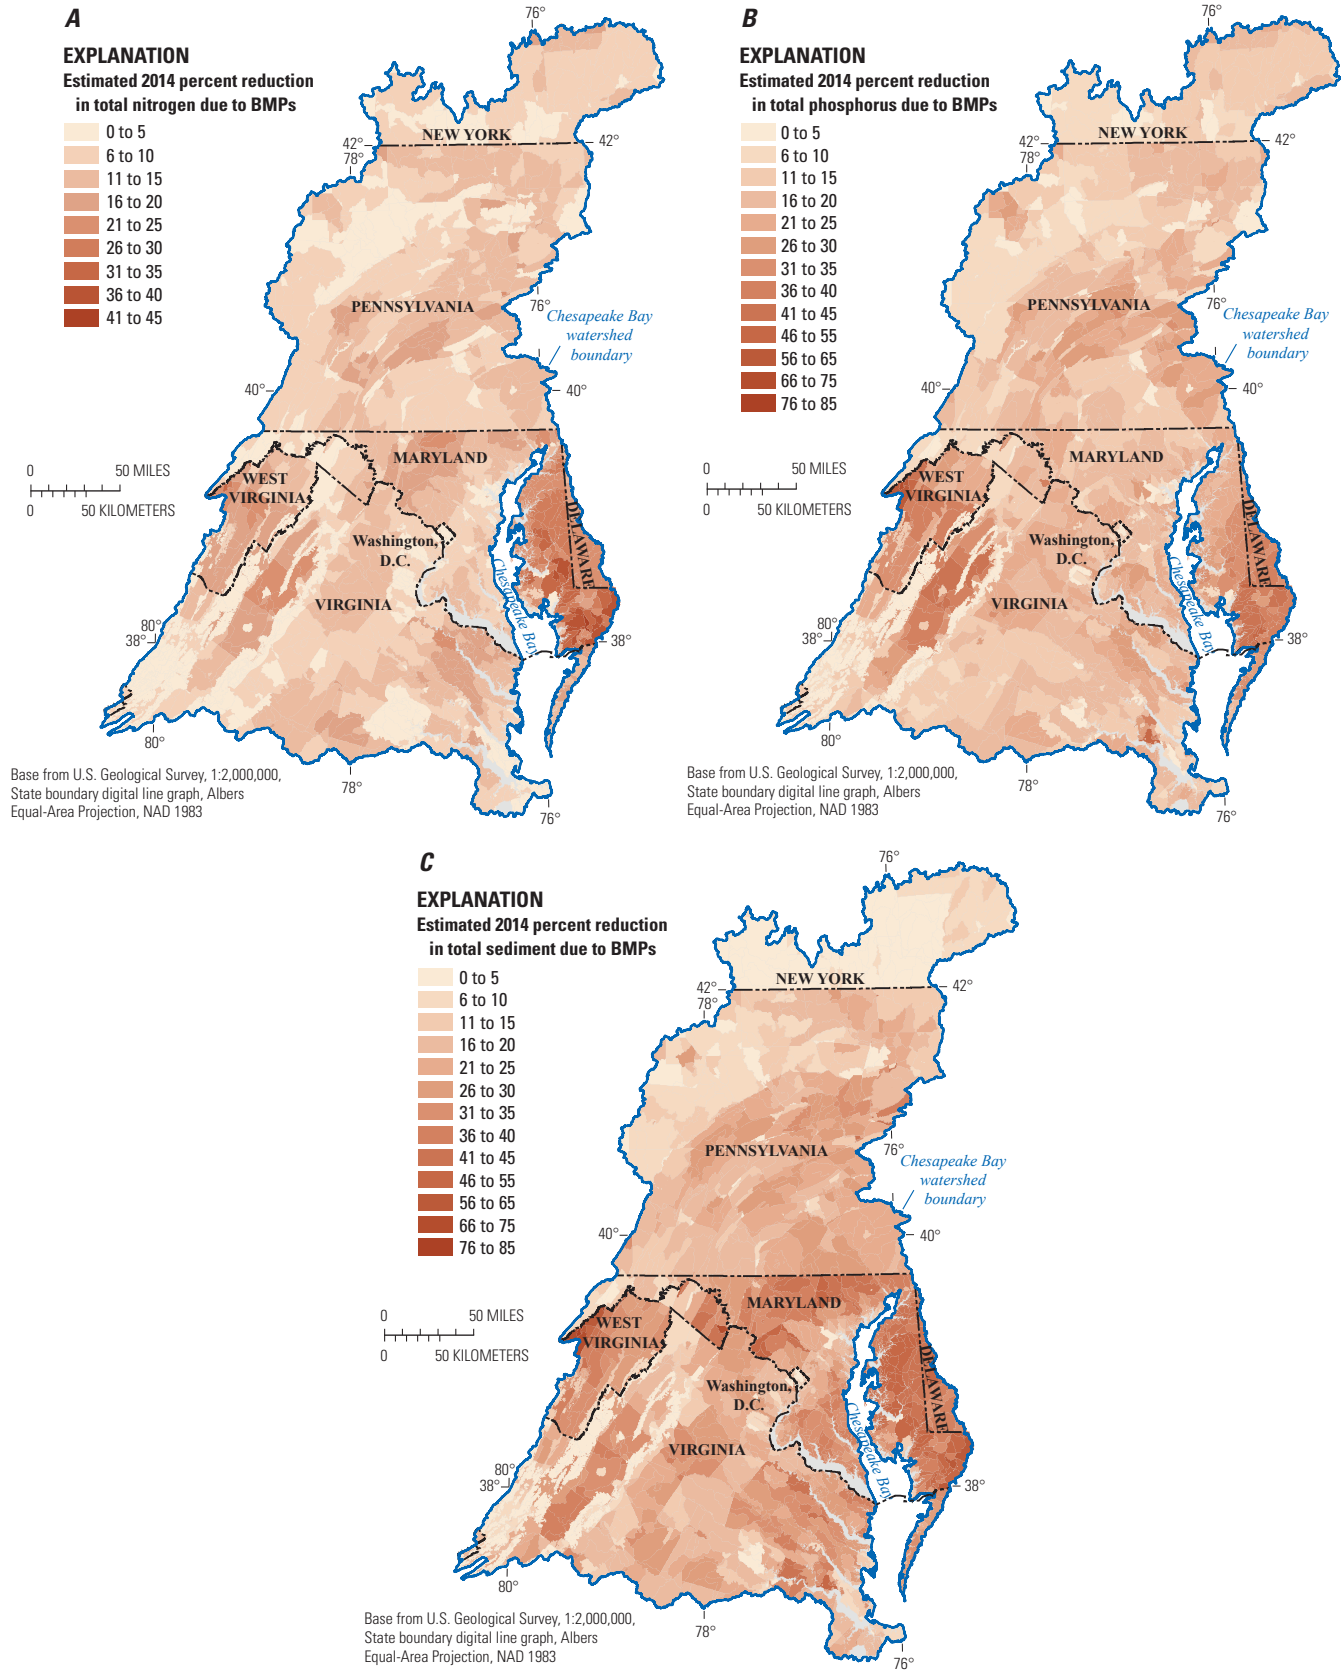 A
EXPLANATION
Estimated 2014 percent reduction
in total nitrogen due to BMPs
0 to 5
6 to 10
11 to 15
16 to 20
21 to 25
26 to 30
31 to 35
36 to 40
41 to 45
76°
NEW YORK
42°
42°
78°
PENNSYLVANIA
76°
Chesapeake Bay
watershed
boundary
40°
40°
MARYLAND
0 50 MILES
0 50 KILOMETERS
WEST
VIRGINIA
DELAWARE
Washington,
D.C.
Chesapeake Bay
VIRGINIA
80°
38°
38°
80°
78°
76°
Base from U.S. Geological Survey, 1:2,000,000,
State boundary digital line graph, Albers
Equal-Area Projection, NAD 1983
B
EXPLANATION
Estimated 2014 percent reduction
in total phosphorus due to BMPs
0 to 5
6 to 10
11 to 15
16 to 20
21 to 25
26 to 30
31 to 35
36 to 40
41 to 45
46 to 55
56 to 65
66 to 75
76 to 85
76°
NEW YORK
42°
42°
78°
PENNSYLVANIA
76°
Chesapeake Bay
watershed
boundary
40°
40°
MARYLAND
0 50 MILES
0 50 KILOMETERS
WEST
VIRGINIA
DELAWARE
Washington,
D.C.
Chesapeake Bay
VIRGINIA
80°
38°
38°
80°
78°
76°
Base from U.S. Geological Survey, 1:2,000,000,
State boundary digital line graph, Albers
Equal-Area Projection, NAD 1983
C
EXPLANATION
Estimated 2014 percent reduction
in total sediment due to BMPs
0 to 5
6 to 10
11 to 15
16 to 20
21 to 25
26 to 30
31 to 35
36 to 40
41 to 45
46 to 55
56 to 65
66 to 75
76 to 85
76°
NEW YORK
42°
42°
78°
PENNSYLVANIA
76°
Chesapeake Bay
watershed
boundary
40°
40°
MARYLAND
0 50 MILES
0 50 KILOMETERS
WEST
VIRGINIA
DELAWARE
Washington,
D.C.
Chesapeake Bay
VIRGINIA
80°
38°
38°
80°
78°
76°
Base from U.S. Geological Survey, 1:2,000,000,
State boundary digital line graph, Albers
Equal-Area Projection, NAD 1983